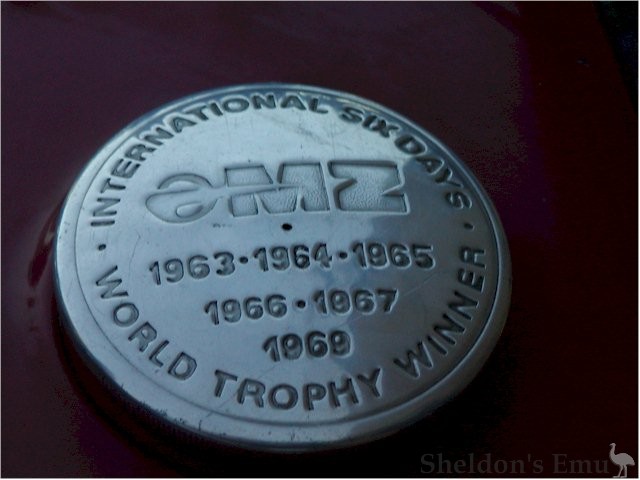 INTERNATIONAL SIX DAYS
MZ
1963 · 1964 · 1965
1966 · 1967
1969
· WORLD TROPHY WINNER ·
Sheldon's Emu